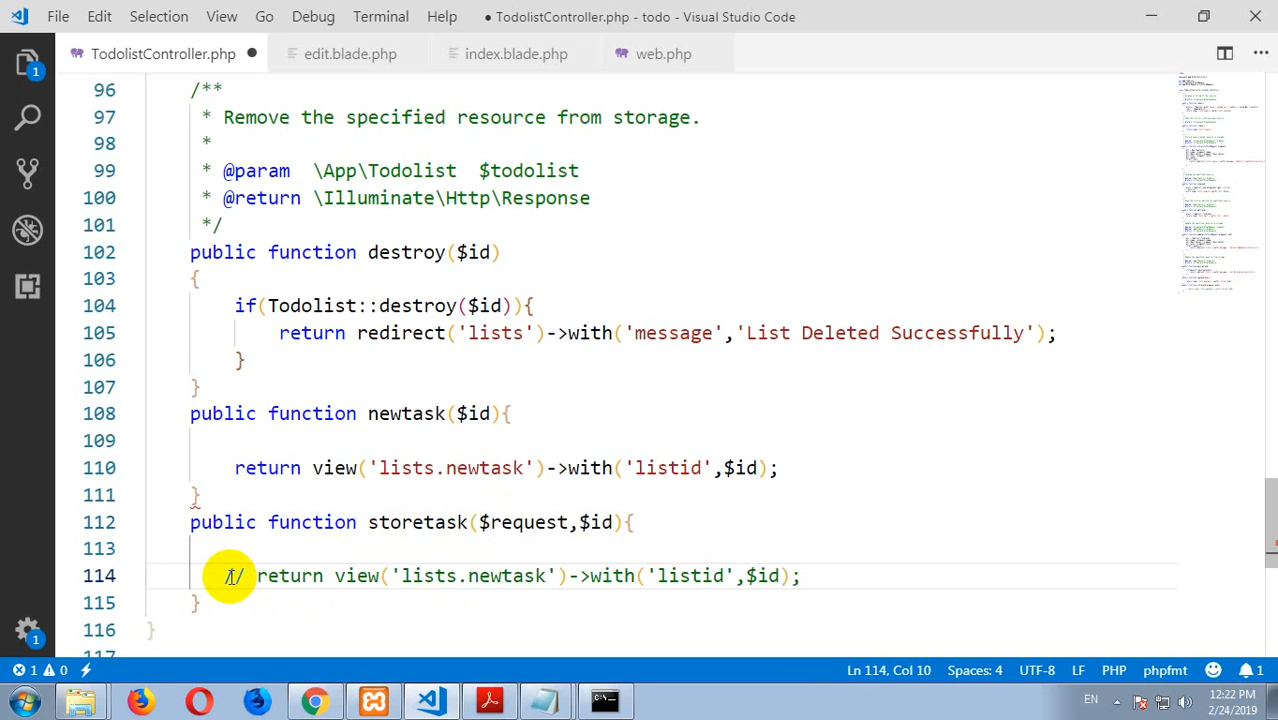 File Edit Selection View Go Debug Terminal Help ● TodolistController.php - todo - Visual Studio Code
TodolistController.php ● edit.blade.php index.blade.php web.php
96 /**
97 * Remove the specified resource from storage.
98 *
99 * @param \App\Todolist $todolist
100 * @return \Illuminate\Http\Response
101 */
102 public function destroy($id)
103 {
104 if(Todolist::destroy($id)){
105 return redirect('lists')->with('message','List Deleted Successfully');
106 }
107 }
108 public function newtask($id){
109
110 return view('lists.newtask')->with('listid',$id);
111 }
112 public function storetask($request,$id){
113
114 // return view('lists.newtask')->with('listid',$id);
115 }
116 }
117
1
1
1 0 Ln 114, Col 10 Spaces: 4 UTF-8 LF PHP phpfmt 1
EN 12:22 PM
2/24/2019